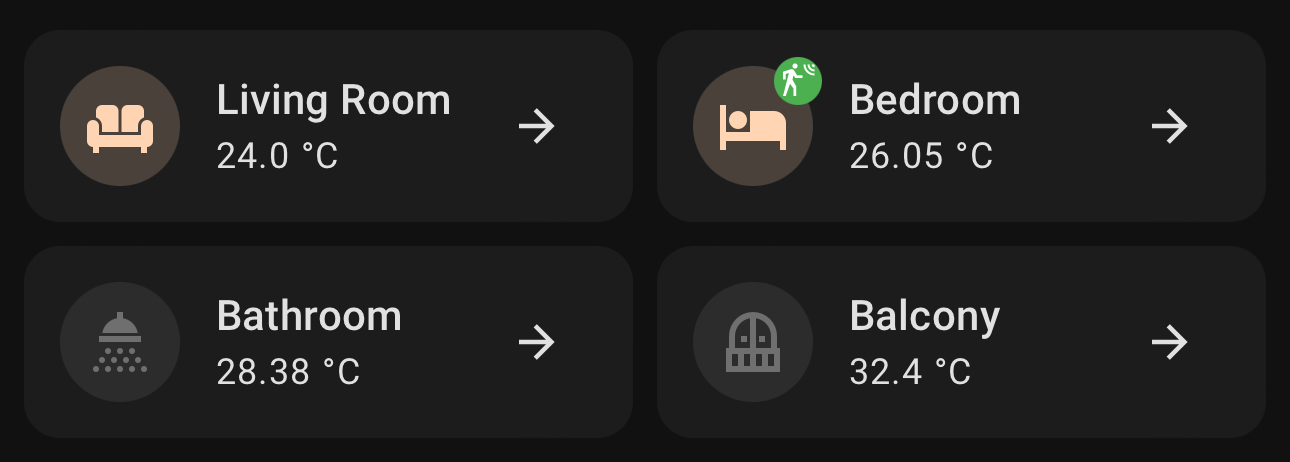 Living Room
24.0 °C
Bedroom
26.05 °C
Bathroom
28.38 °C
Balcony
32.4 °C